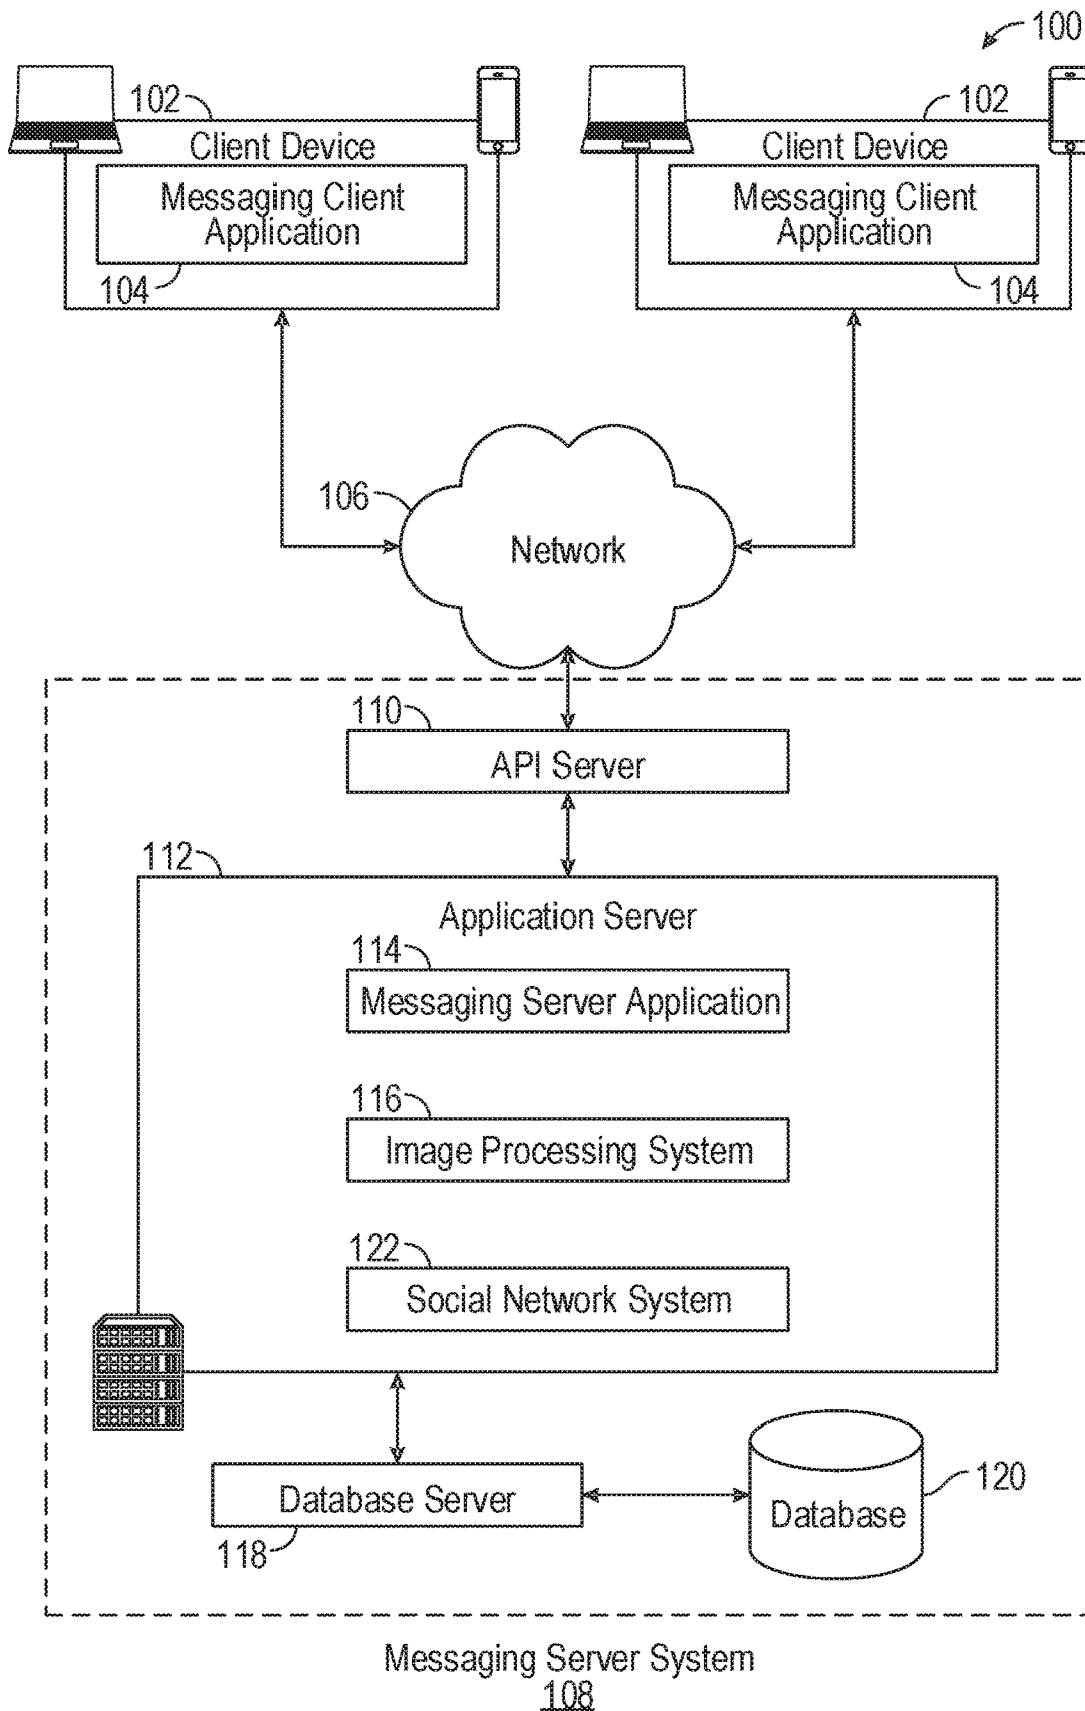 100
102
102
Client Device
Client Device
Messaging Client
Application
Messaging Client
Application
104
104
106
Network
110
API Server
112
Application Server
114
Messaging Server Application
116
Image Processing System
122
Social Network System
Database Server
118
Database
120
Messaging Server System
108